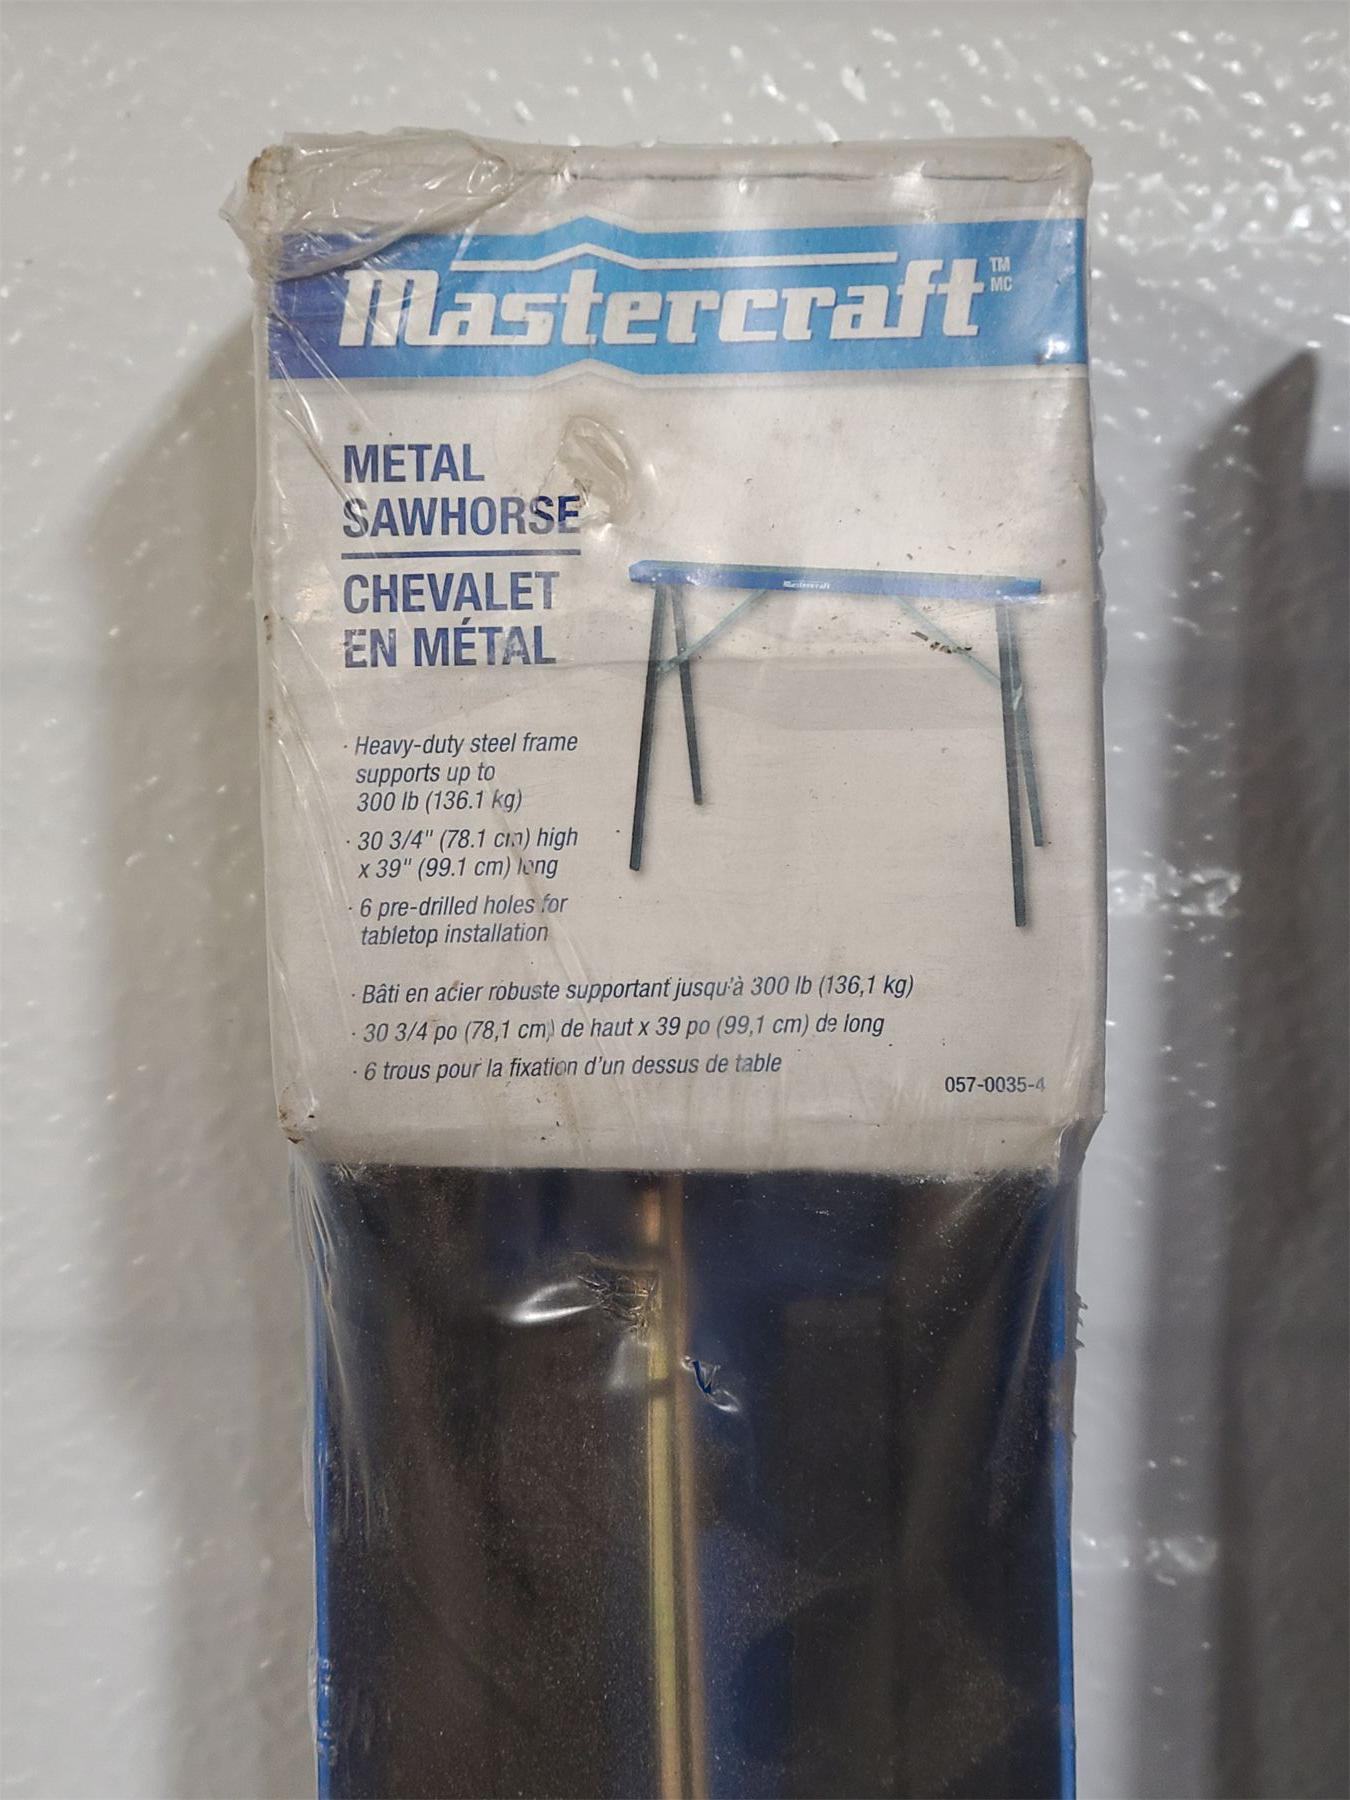 Mastercraft TM MC
METAL
SAWHORSE
CHEVALET
EN MÉTAL
Mastercraft
· Heavy-duty steel frame
supports up to
300 lb (136.1 kg)
· 30 3/4" (78.1 cm) high
x 39" (99.1 cm) long
· 6 pre-drilled holes for
tabletop installation
· Bâti en acier robuste supportant jusqu'à 300 lb (136,1 kg)
· 30 3/4 po (78,1 cm) de haut x 39 po (99,1 cm) de long
· 6 trous pour la fixation d'un dessus de table
057-0035-4